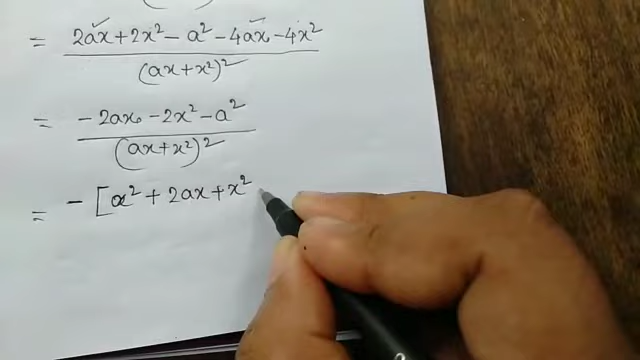 = 2ax + 2x² - a² - 4ax - 4x² / (ax + x²)²
= - 2ax - 2x² - a² / (ax + x²)²
= - [a² + 2ax + x²